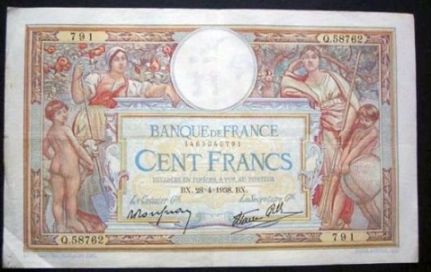 791 Q.58762
BANQUE DE FRANCE
1465040791
CENT FRANCS
PAYABLES EN ESPÈCES, A VUE, AU PORTEUR
BX. 28=4=1938. BX.
Le Caissier Gal Le Secrétaire Gal
Q.58762 791